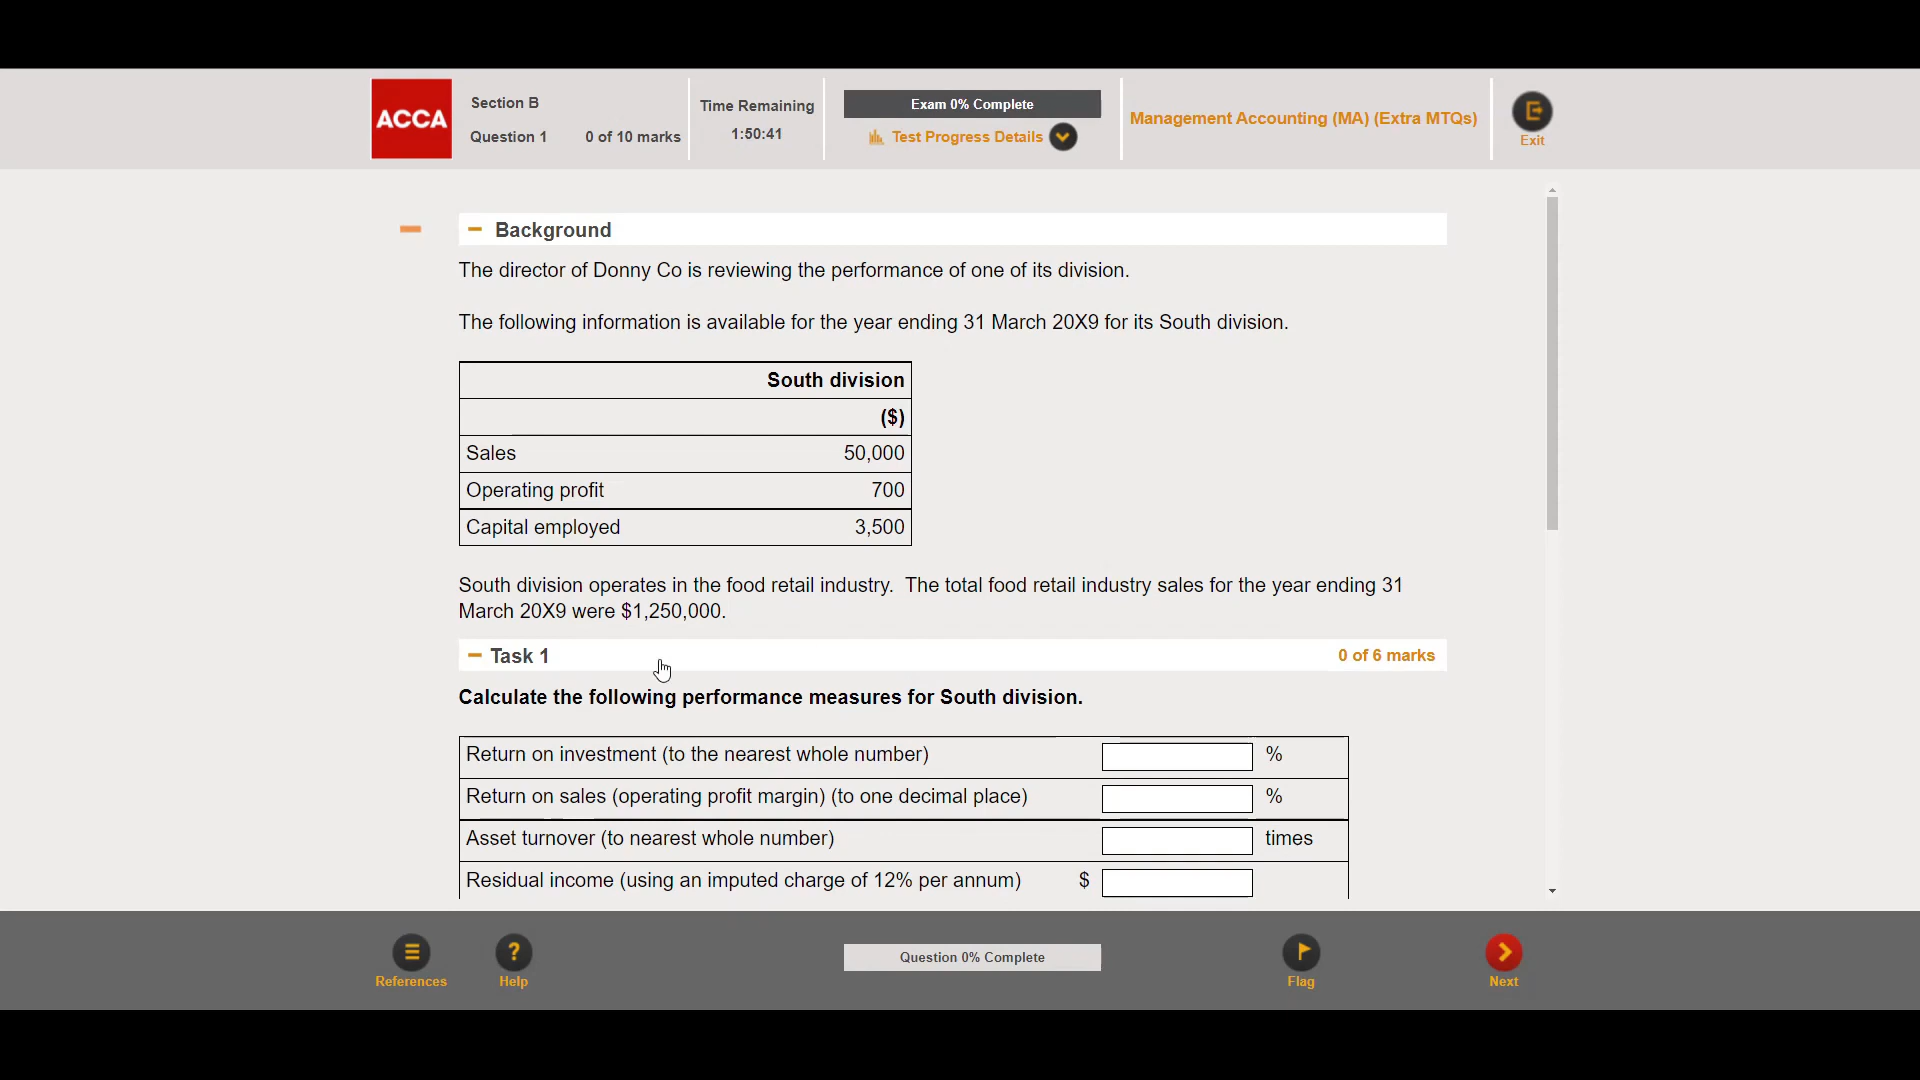 ACCA
Section B
Question 1 0 of 10 marks
Time Remaining
1:50:41
Exam 0% Complete
Test Progress Details
Management Accounting (MA) (Extra MTQs)
Exit
Background
The director of Donny Co is reviewing the performance of one of its division.
The following information is available for the year ending 31 March 20X9 for its South division.
South division
($)
Sales 50,000
Operating profit 700
Capital employed 3,500
South division operates in the food retail industry. The total food retail industry sales for the year ending 31
March 20X9 were $1,250,000.
Task 1 0 of 6 marks
Calculate the following performance measures for South division.
Return on investment (to the nearest whole number) %
Return on sales (operating profit margin) (to one decimal place) %
Asset turnover (to nearest whole number) times
Residual income (using an imputed charge of 12% per annum) $
References
? Help
Question 0% Complete
Flag
Next